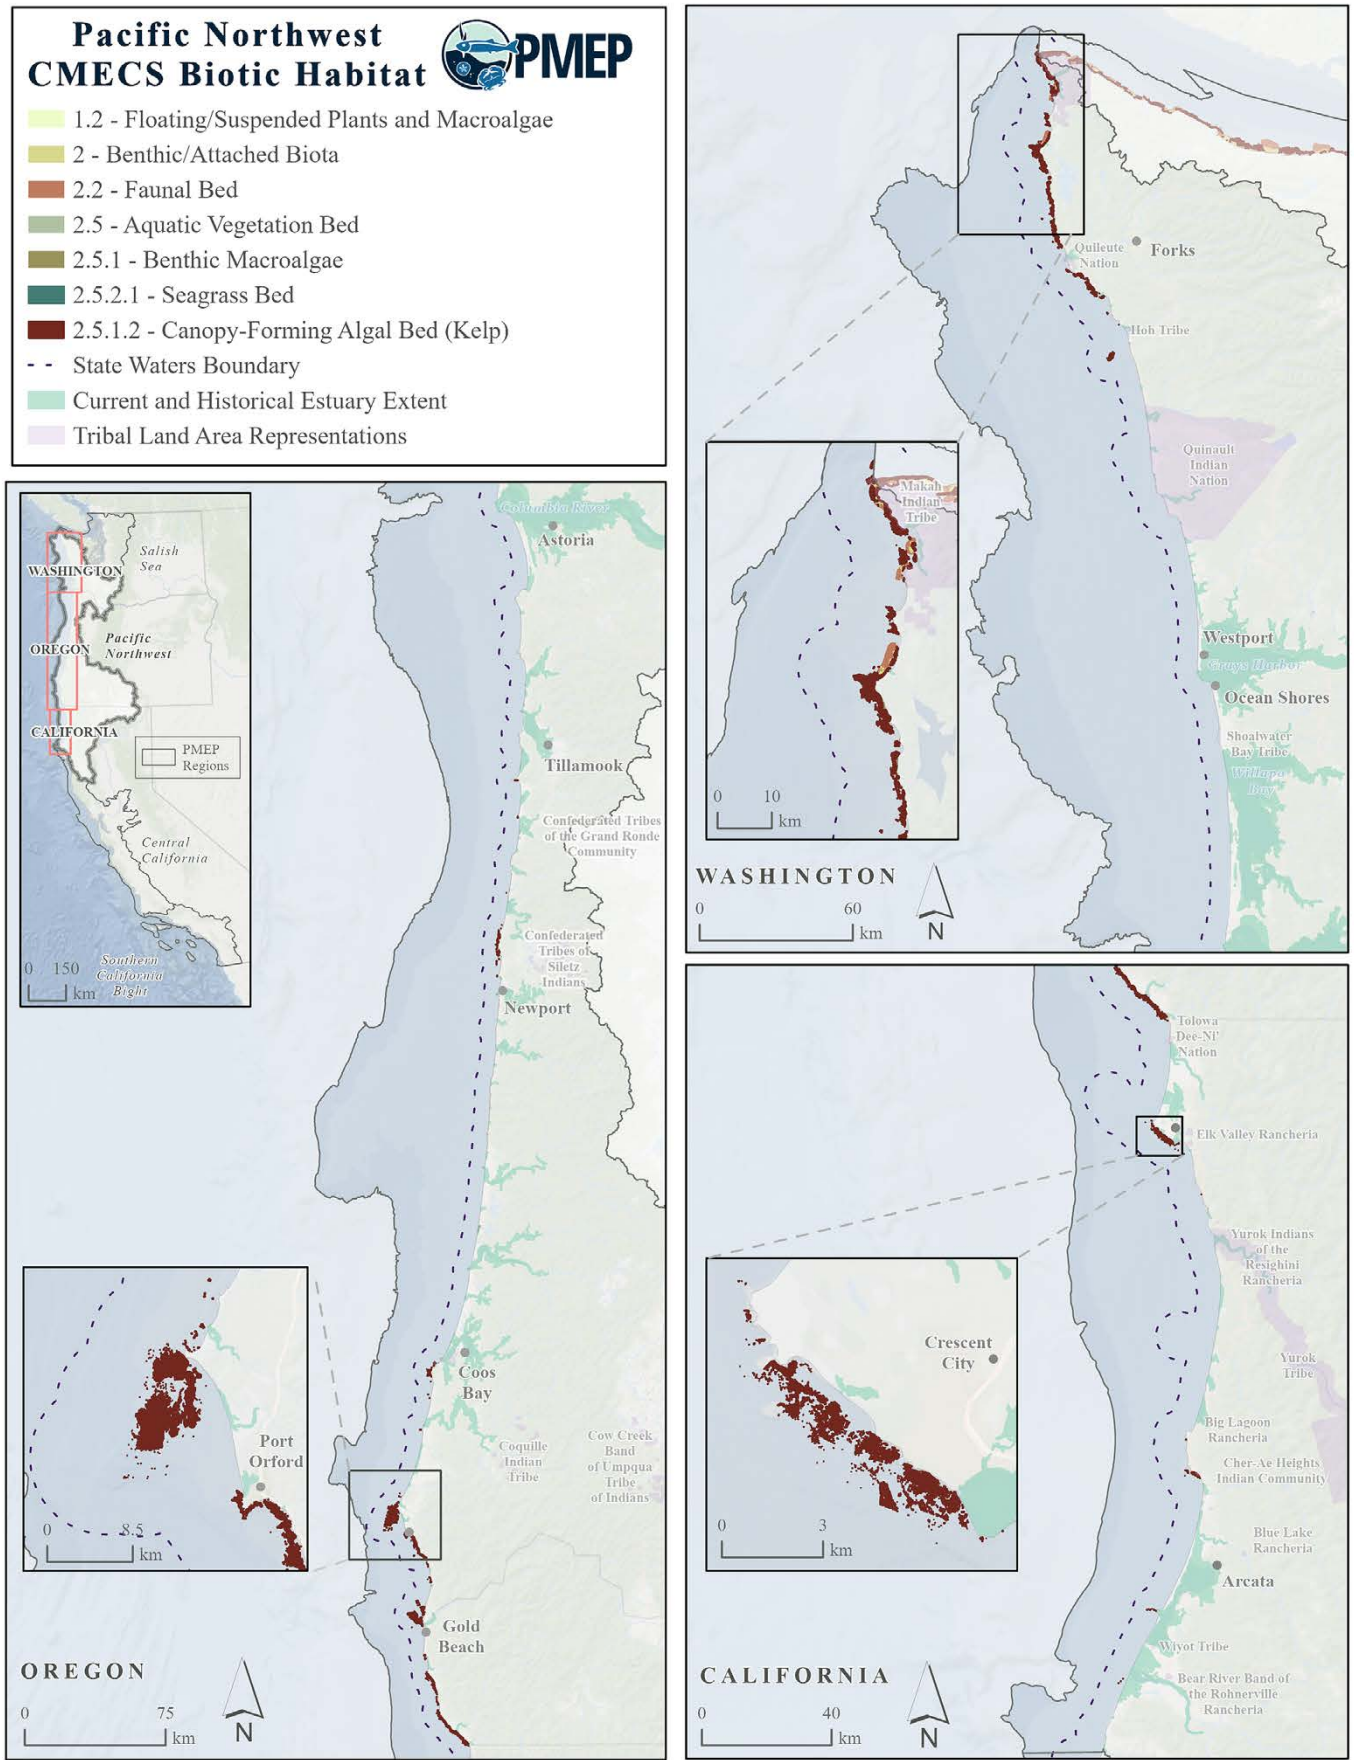 Pacific Northwest
CMECS Biotic Habitat
PMEP
1.2 - Floating/Suspended Plants and Macroalgae
2 - Benthic/Attached Biota
2.2 - Faunal Bed
2.5 - Aquatic Vegetation Bed
2.5.1 - Benthic Macroalgae
2.5.2.1 - Seagrass Bed
2.5.1.2 - Canopy-Forming Algal Bed (Kelp)
State Waters Boundary
Current and Historical Estuary Extent
Tribal Land Area Representations
WASHINGTON
Salish
Sea
OREGON
Pacific
Northwest
CALIFORNIA
PMEP
Regions
Central
California
Southern
California
Bight
0 150
km
Columbia River
Astoria
Tillamook
Confederated Tribes
of the Grand Ronde
Community
Confederated
Tribes of
Siletz
Indians
Newport
Coos
Bay
Coquille
Indian
Tribe
Cow Creek
Band
of Umpqua
Tribe
of Indians
Port
Orford
0 8.5
km
Gold
Beach
OREGON
0 75
km
N
Quileute
Nation
Forks
Hoh Tribe
Quinault
Indian
Nation
Makah
Indian
Tribe
0 10
km
Westport
Grays Harbor
Ocean Shores
Shoalwater
Bay Tribe
Willapa
Bay
WASHINGTON
0 60
km
N
Tolowa
Dee-Ni'
Nation
Elk Valley Rancheria
Yurok Indians
of the
Resighini
Rancheria
Yurok
Tribe
Crescent
City
0 3
km
Big Lagoon
Rancheria
Cher-Ae Heights
Indian Community
Blue Lake
Rancheria
Arcata
Wiyot Tribe
Bear River Band of
the Rohnerville
Rancheria
CALIFORNIA
0 40
km
N